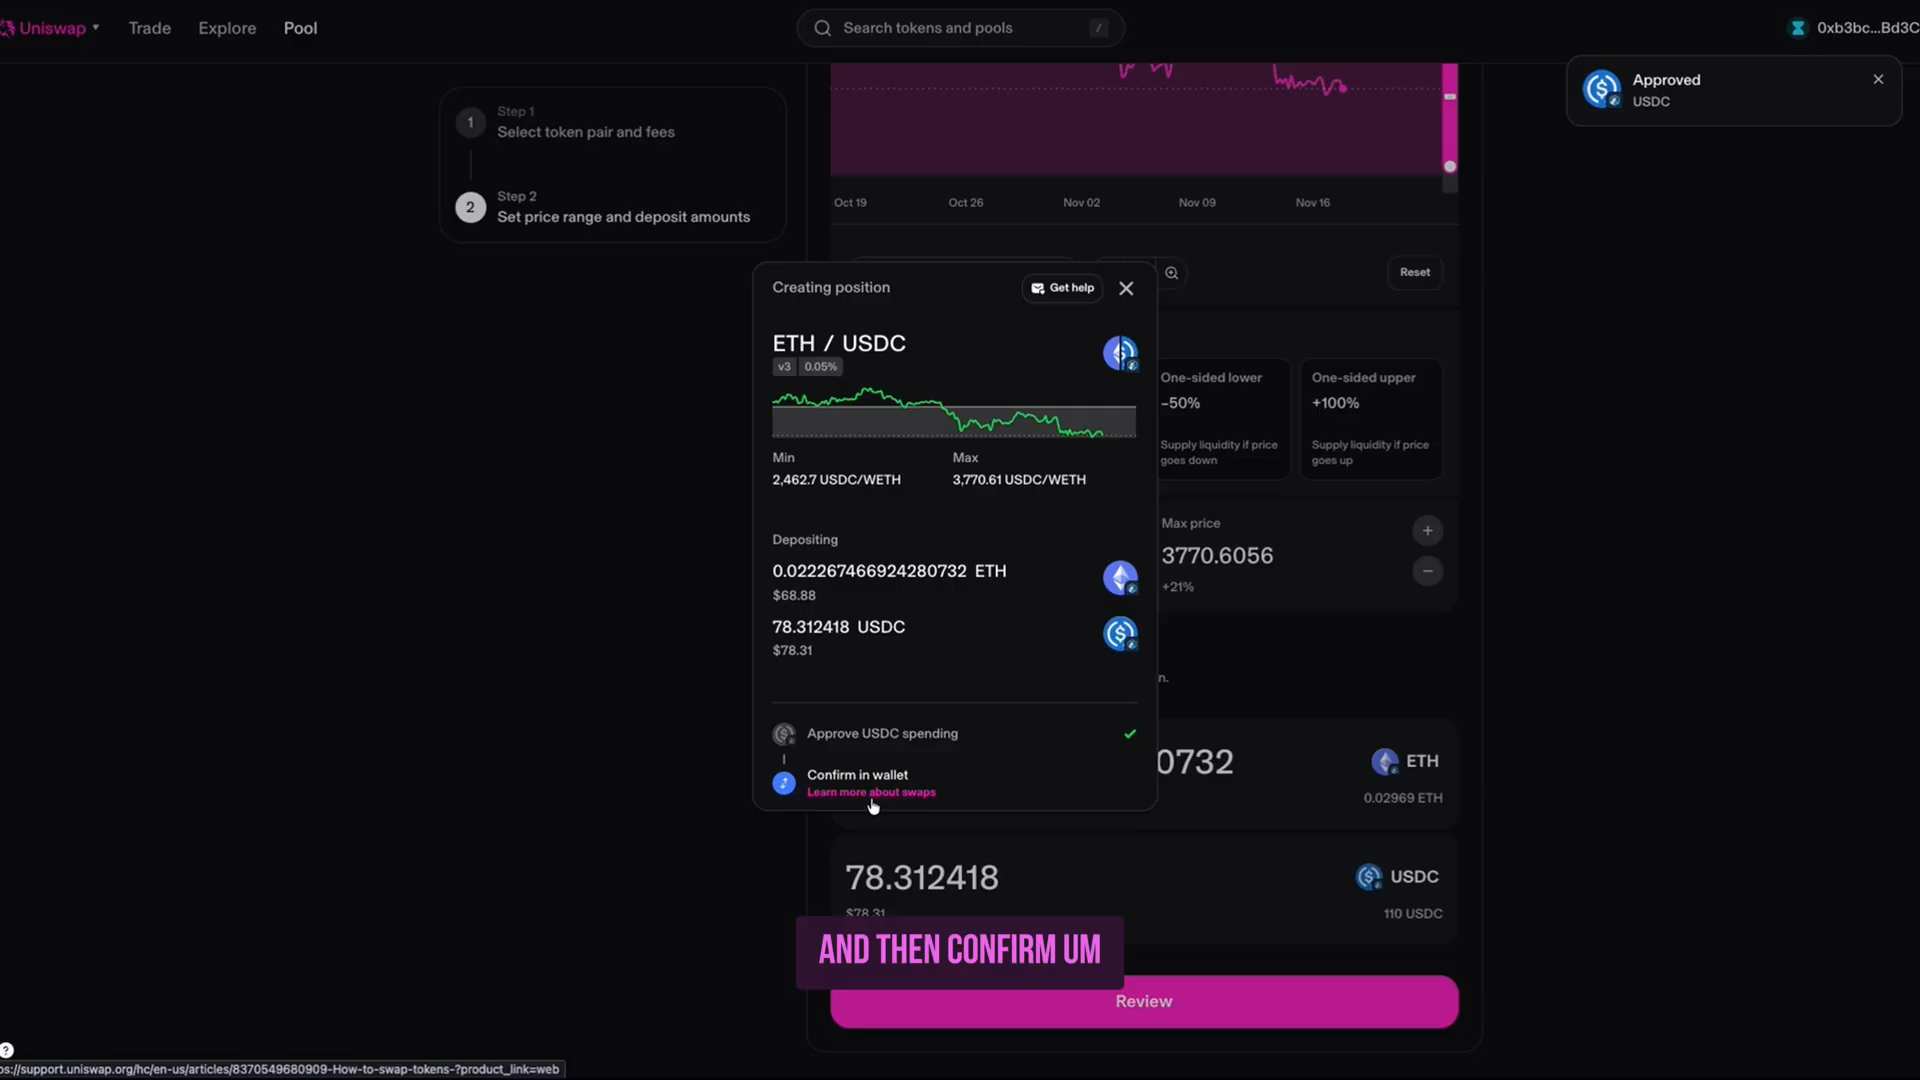 Uniswap
Trade
Explore
Pool
Search tokens and pools
/
0xb3bc...Bd3C
Approved
USDC
1
Step 1
Select token pair and fees
2
Step 2
Set price range and deposit amounts
Oct 19
Oct 26
Nov 02
Nov 09
Nov 16
Reset
Creating position
Get help
ETH / USDC
v3
0.05%
Min
2,462.7 USDC/WETH
Max
3,770.61 USDC/WETH
Depositing
0.022267466924280732 ETH
$68.88
78.312418 USDC
$78.31
Approve USDC spending
Confirm in wallet
Learn more about swaps
One-sided lower
-50%
Supply liquidity if price
goes down
One-sided upper
+100%
Supply liquidity if price
goes up
Max price
3770.6056
+21%
n.
0732
ETH
0.02969 ETH
78.312418
$78.31
USDC
110 USDC
AND THEN CONFIRM UM
Review
?
ps://support.uniswap.org/hc/en-us/articles/8370549680909-How-to-swap-tokens-?product_link=web